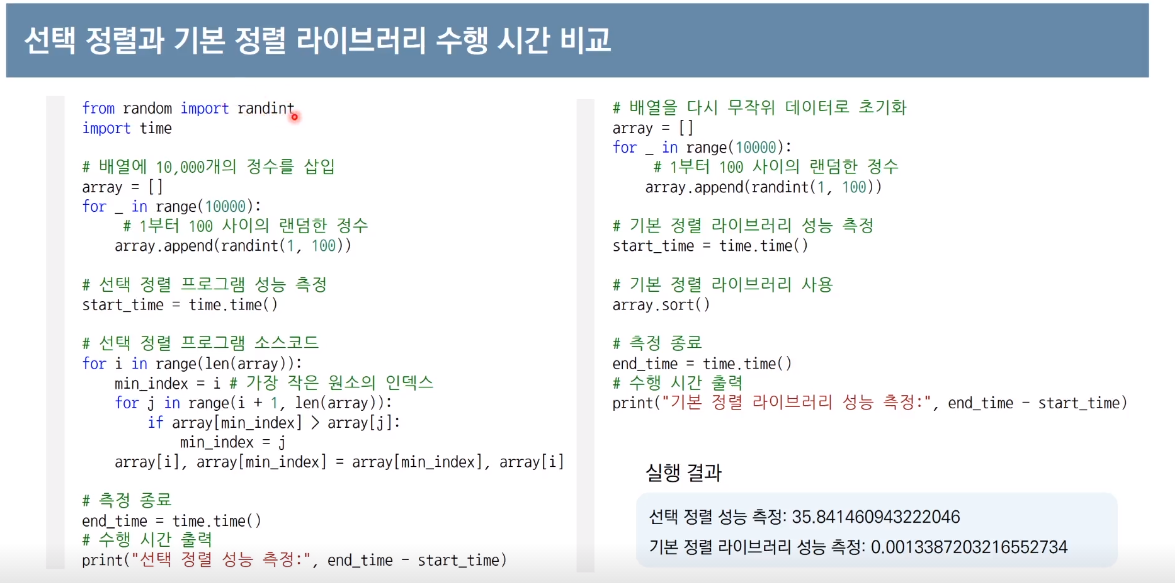 선택 정렬과 기본 정렬 라이브러리 수행 시간 비교
from random import randint
import time
# 배열에 10,000개의 정수를 삽입
array = []
for _ in range(10000):
    # 1부터 100 사이의 랜덤한 정수
    array.append(randint(1, 100))
# 선택 정렬 프로그램 성능 측정
start_time = time.time()
# 선택 정렬 프로그램 소스코드
for i in range(len(array)):
    min_index = i # 가장 작은 원소의 인덱스
    for j in range(i + 1, len(array)):
        if array[min_index] > array[j]:
            min_index = j
    array[i], array[min_index] = array[min_index], array[i]
# 측정 종료
end_time = time.time()
# 수행 시간 출력
print("선택 정렬 성능 측정:", end_time - start_time)
# 배열을 다시 무작위 데이터로 초기화
array = []
for _ in range(10000):
    # 1부터 100 사이의 랜덤한 정수
    array.append(randint(1, 100))
# 기본 정렬 라이브러리 성능 측정
start_time = time.time()
# 기본 정렬 라이브러리 사용
array.sort()
# 측정 종료
end_time = time.time()
# 수행 시간 출력
print("기본 정렬 라이브러리 성능 측정:", end_time - start_time)
실행 결과
선택 정렬 성능 측정: 35.841460943222046
기본 정렬 라이브러리 성능 측정: 0.0013387203216552734